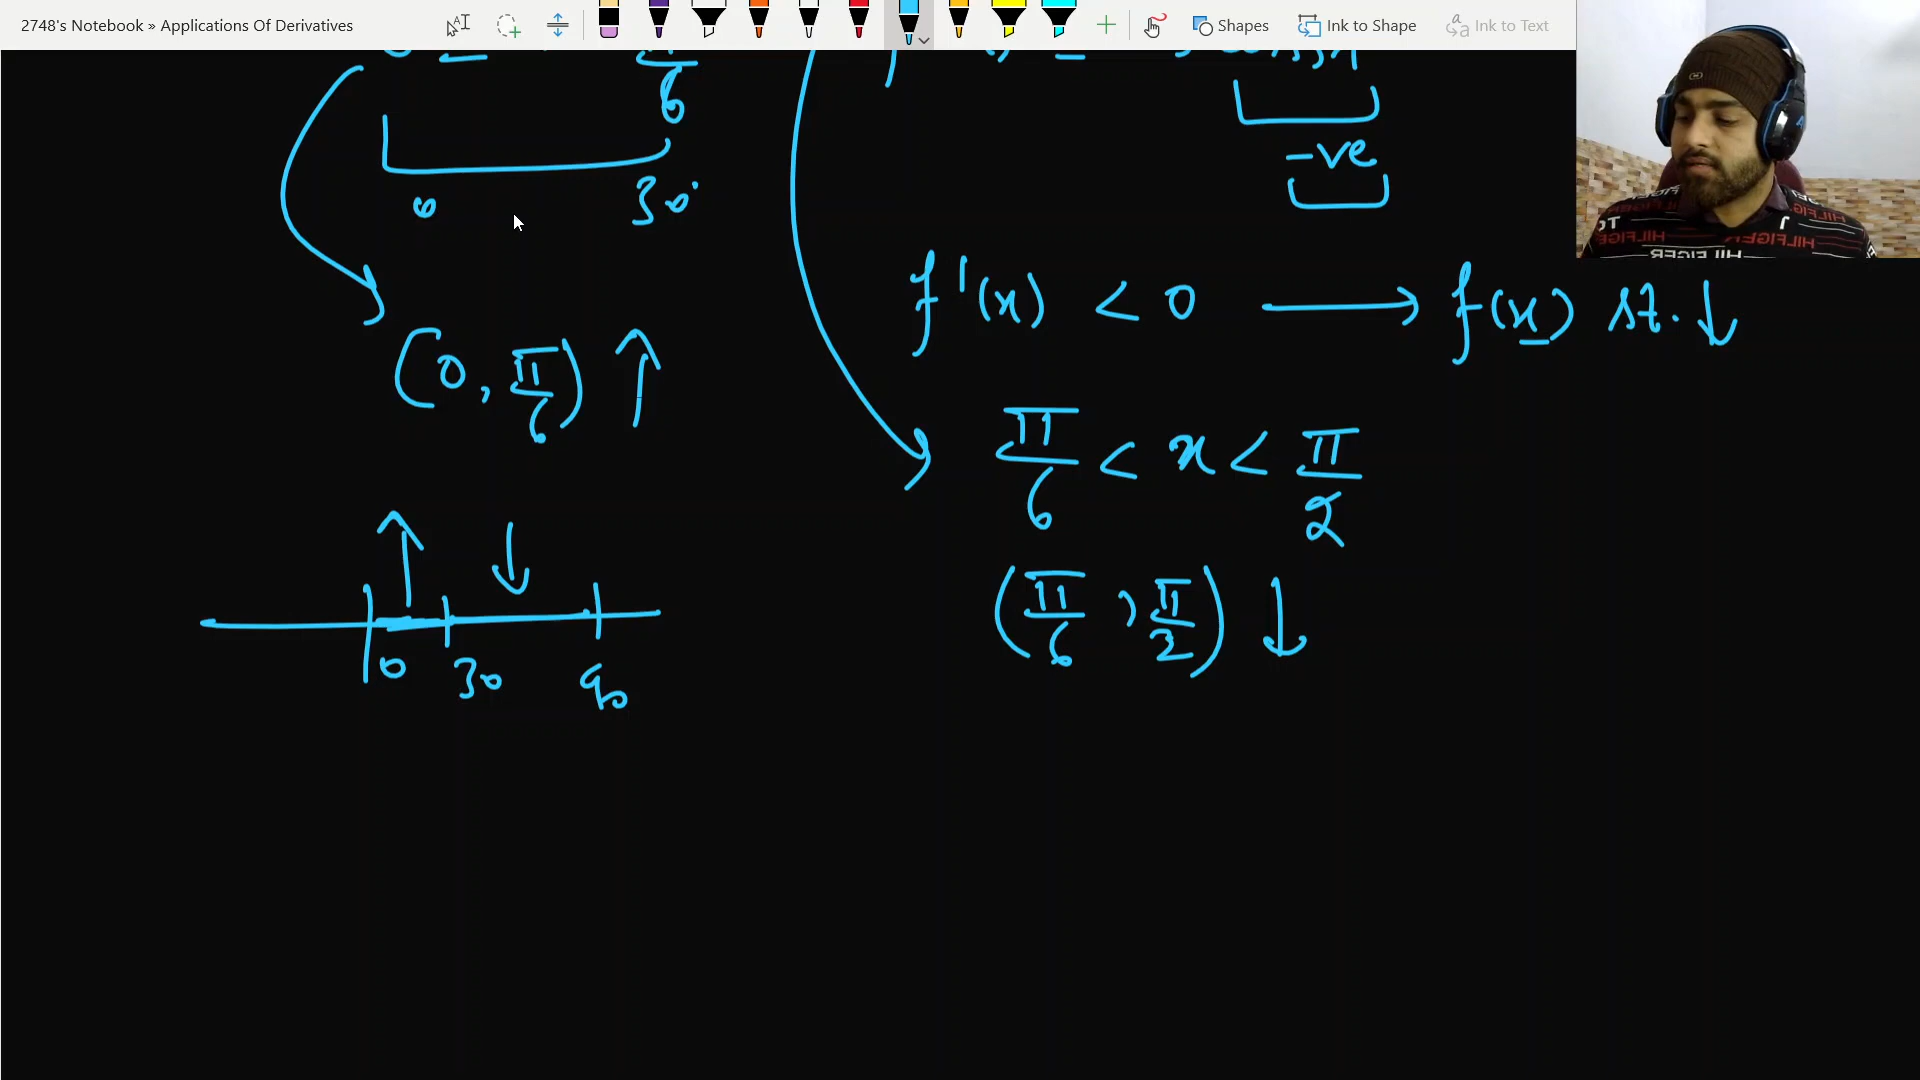 2748's Notebook » Applications Of Derivatives
Shapes
Ink to Shape
Ink to Text
6
0 30°
-ve
f'(x) < 0 → f(x) st. ↓
(0, π/6) ↑
π/6 < x < π/2
(π/6, π/2) ↓
↑ ↓
0 30 90
HILFIGER